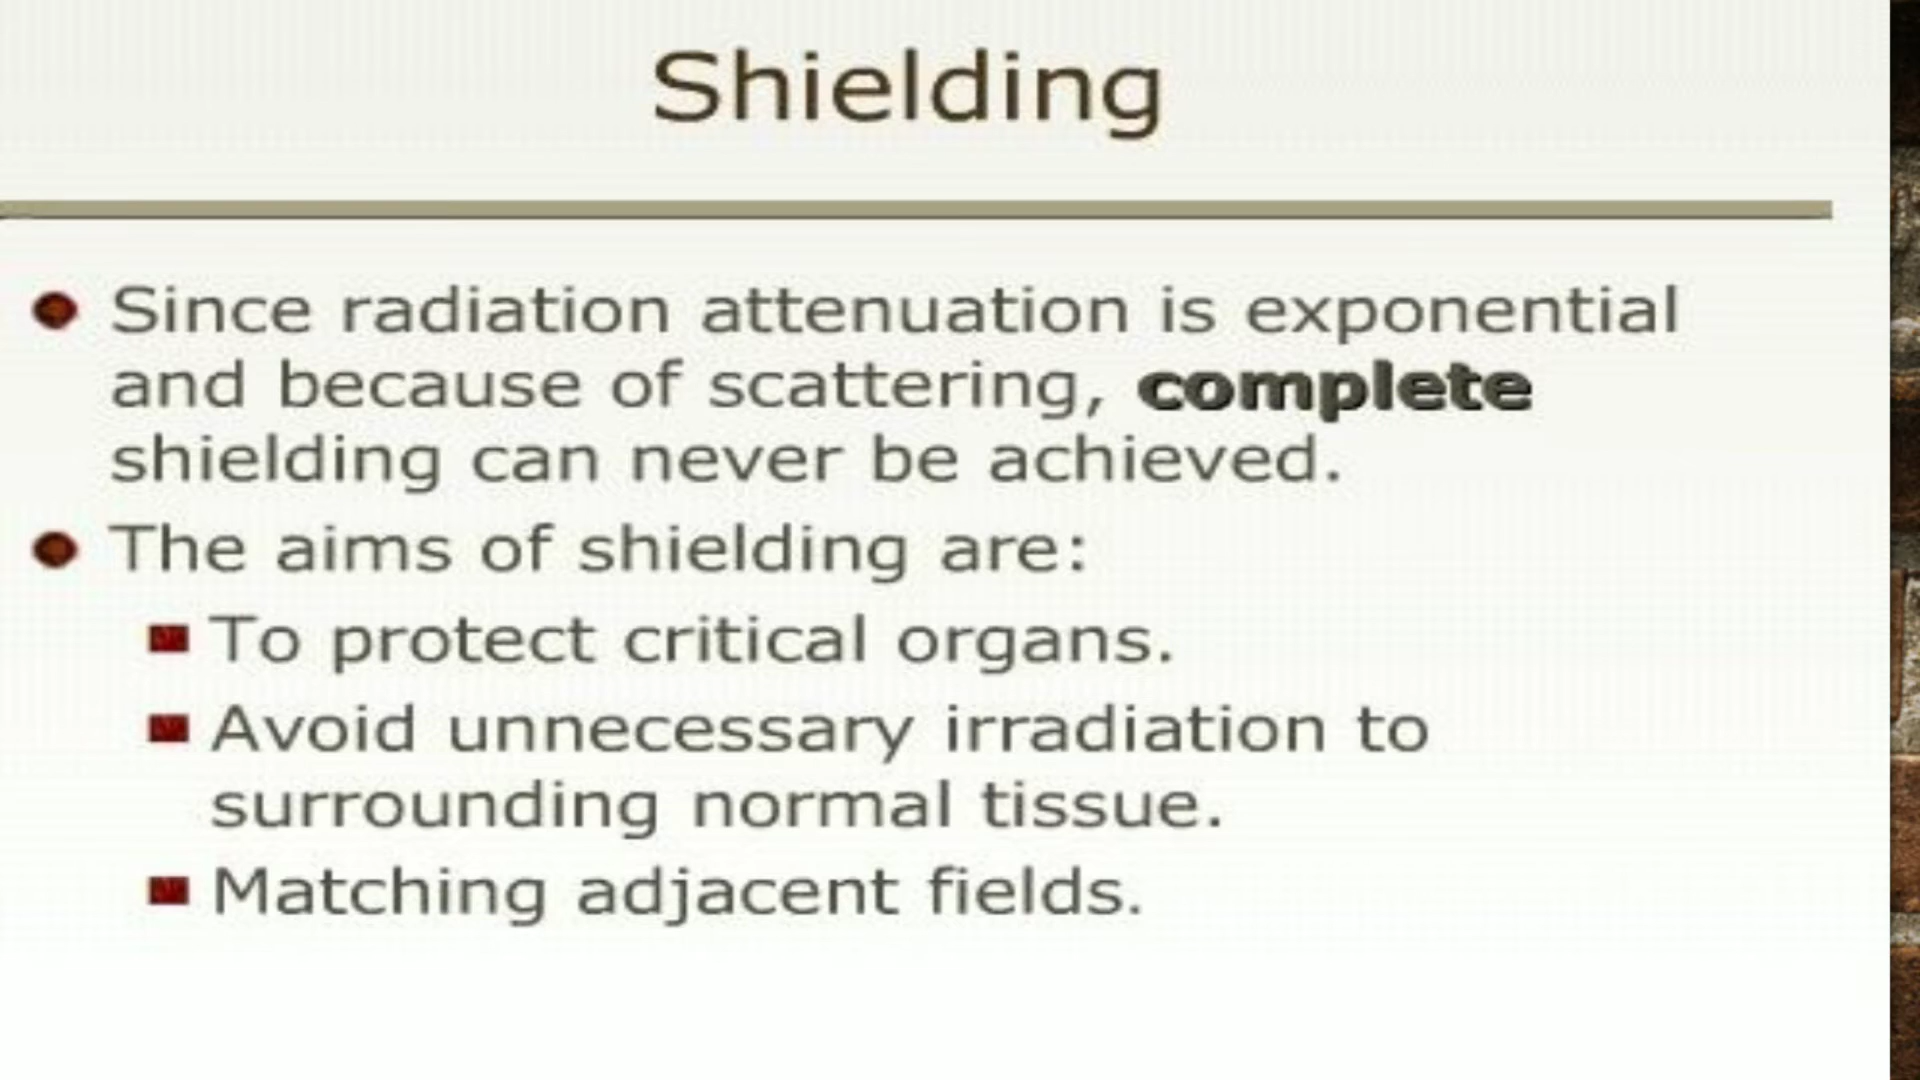 Shielding
Since radiation attenuation is exponential
and because of scattering, complete
shielding can never be achieved.
The aims of shielding are:
To protect critical organs.
Avoid unnecessary irradiation to
surrounding normal tissue.
Matching adjacent fields.